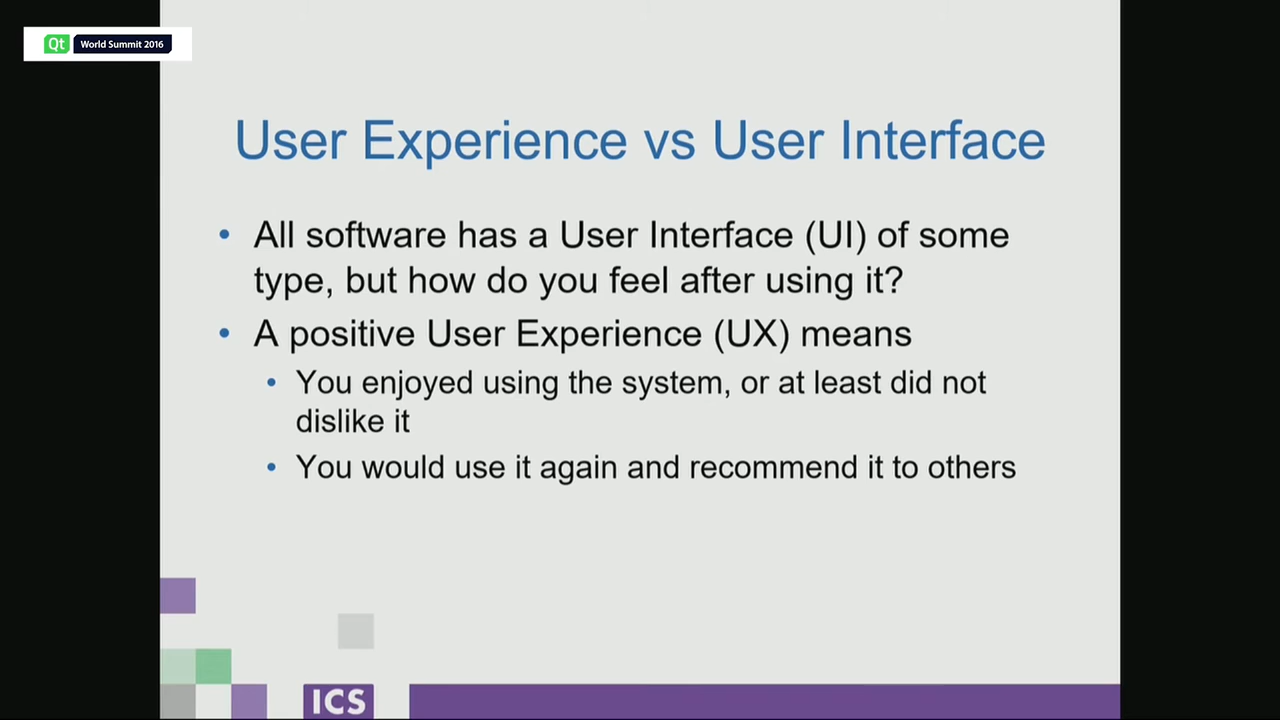 Qt World Summit 2016
User Experience vs User Interface
• All software has a User Interface (UI) of some
type, but how do you feel after using it?
• A positive User Experience (UX) means
• You enjoyed using the system, or at least did not
dislike it
• You would use it again and recommend it to others
ICS